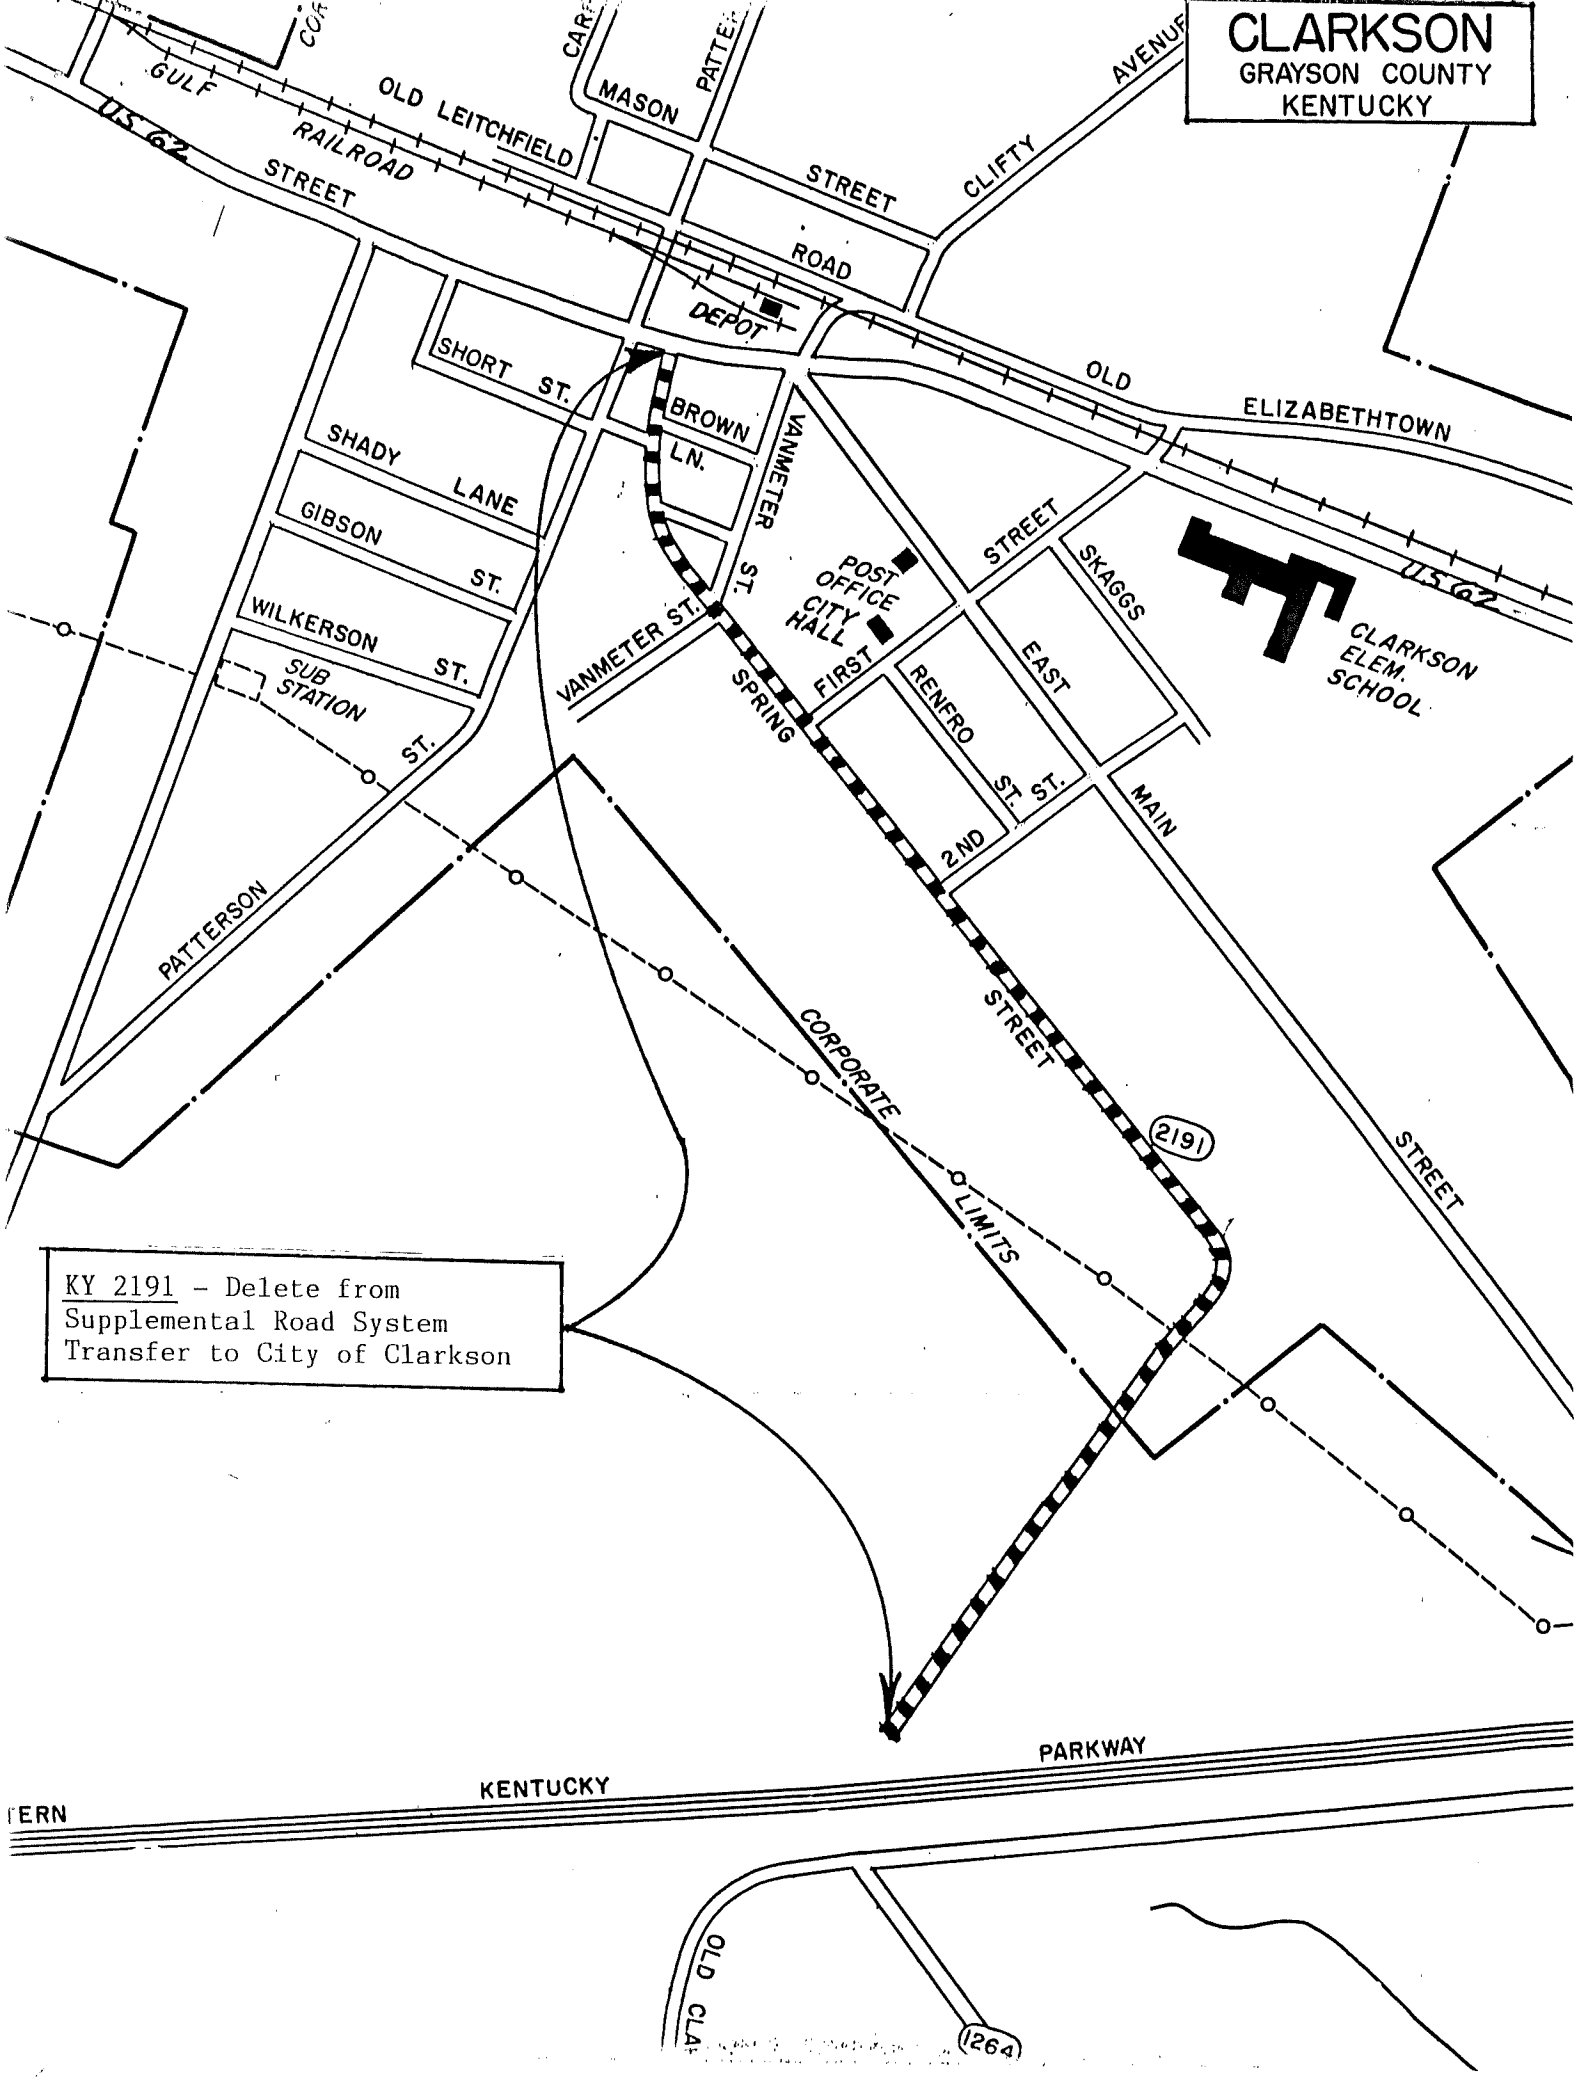 CLARKSON
GRAYSON COUNTY
KENTUCKY
GULF
RAILROAD
US 62
STREET
OLD LEITCHFIELD
ROAD
MASON
STREET
CLIFTY
AVENUE
DEPOT
OLD
ELIZABETHTOWN
SHORT ST.
BROWN
LN.
VANMETER
ST.
SHADY
LANE
GIBSON
ST.
WILKERSON
ST.
SUB
STATION
ST.
PATTERSON
VANMETER ST.
POST
OFFICE
CITY
HALL
FIRST
STREET
SKAGGS
US 62
CLARKSON
ELEM.
SCHOOL
SPRING
STREET
RENFRO
ST.
EAST
MAIN
STREET
2ND
ST.
CORPORATE
LIMITS
2191
KY 2191 - Delete from
Supplemental Road System
Transfer to City of Clarkson
KENTUCKY
PARKWAY
OLD
1264